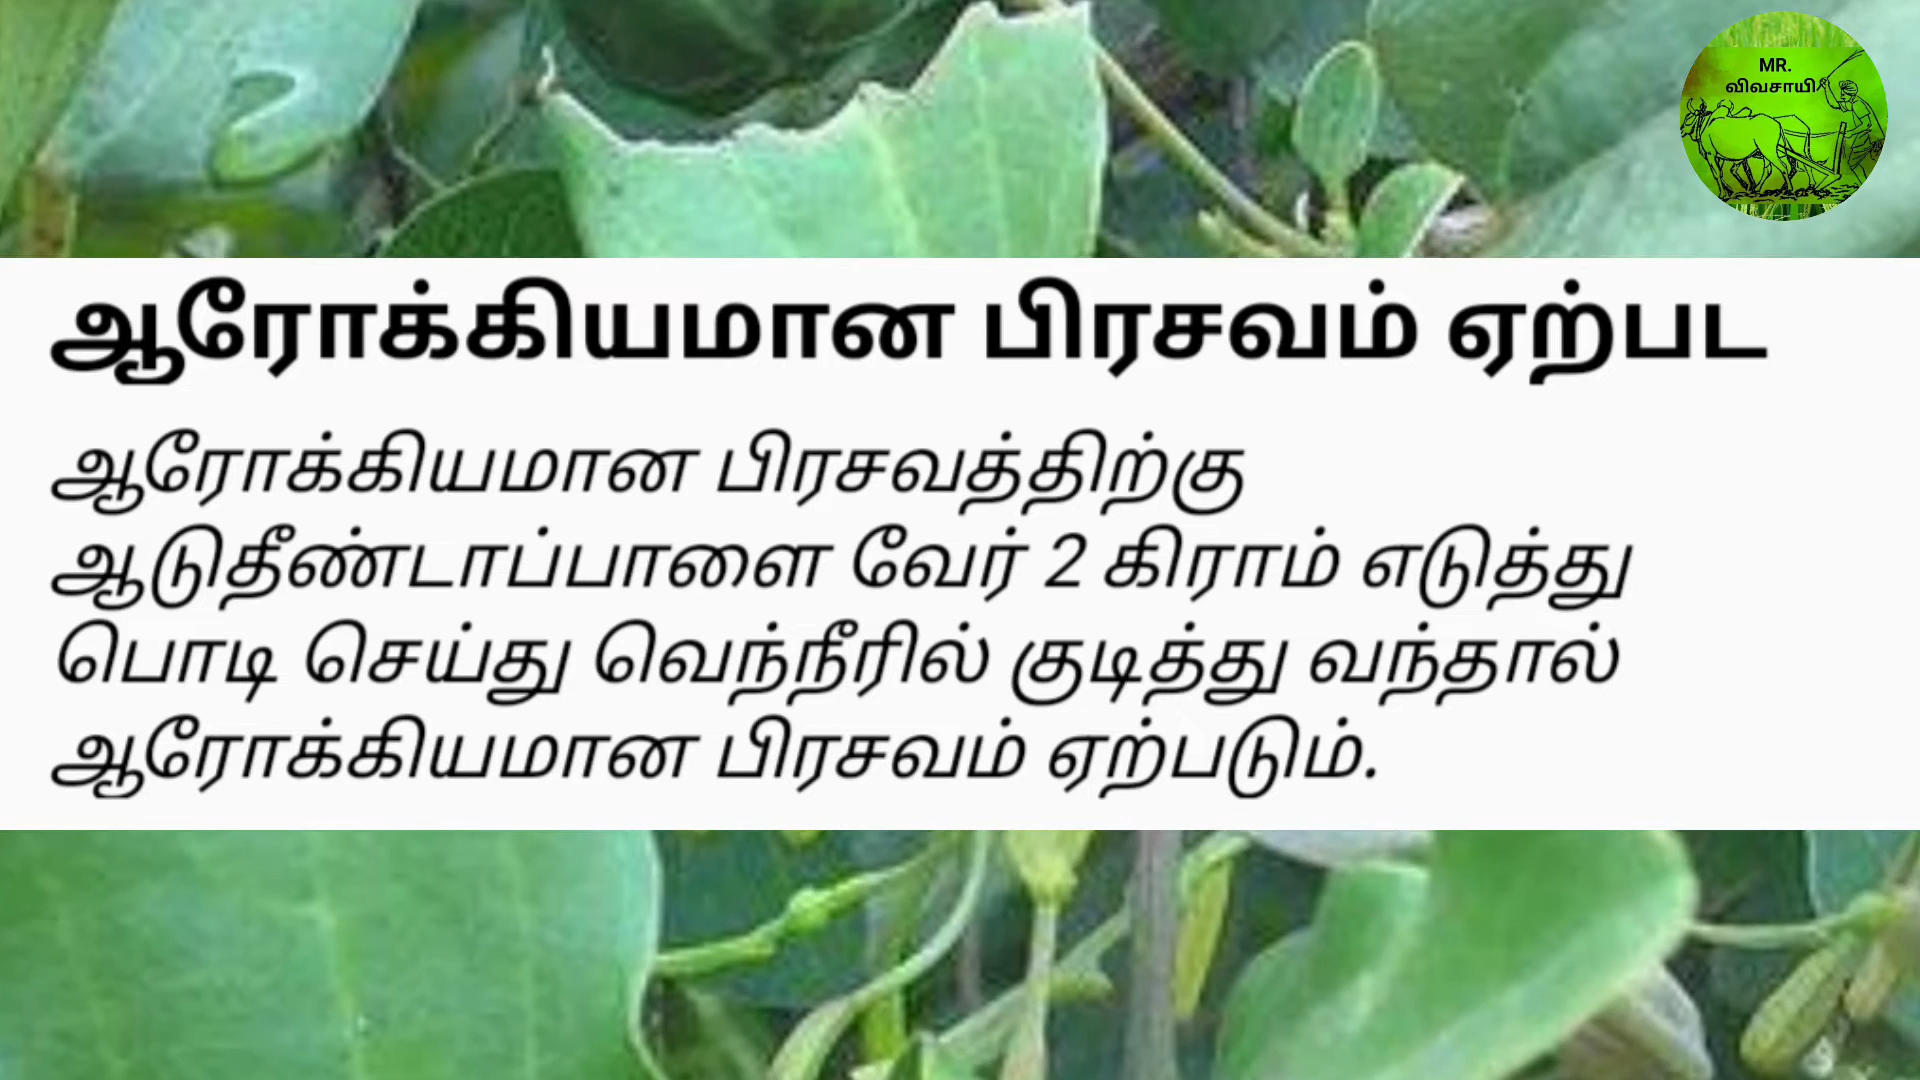 MR.
விவசாயி
ஆரோக்கியமான பிரசவம் ஏற்பட
ஆரோக்கியமான பிரசவத்திற்கு
ஆடுதீண்டாப்பாளை வேர் 2 கிராம் எடுத்து
பொடி செய்து வெந்நீரில் குடித்து வந்தால்
ஆரோக்கியமான பிரசவம் ஏற்படும்.